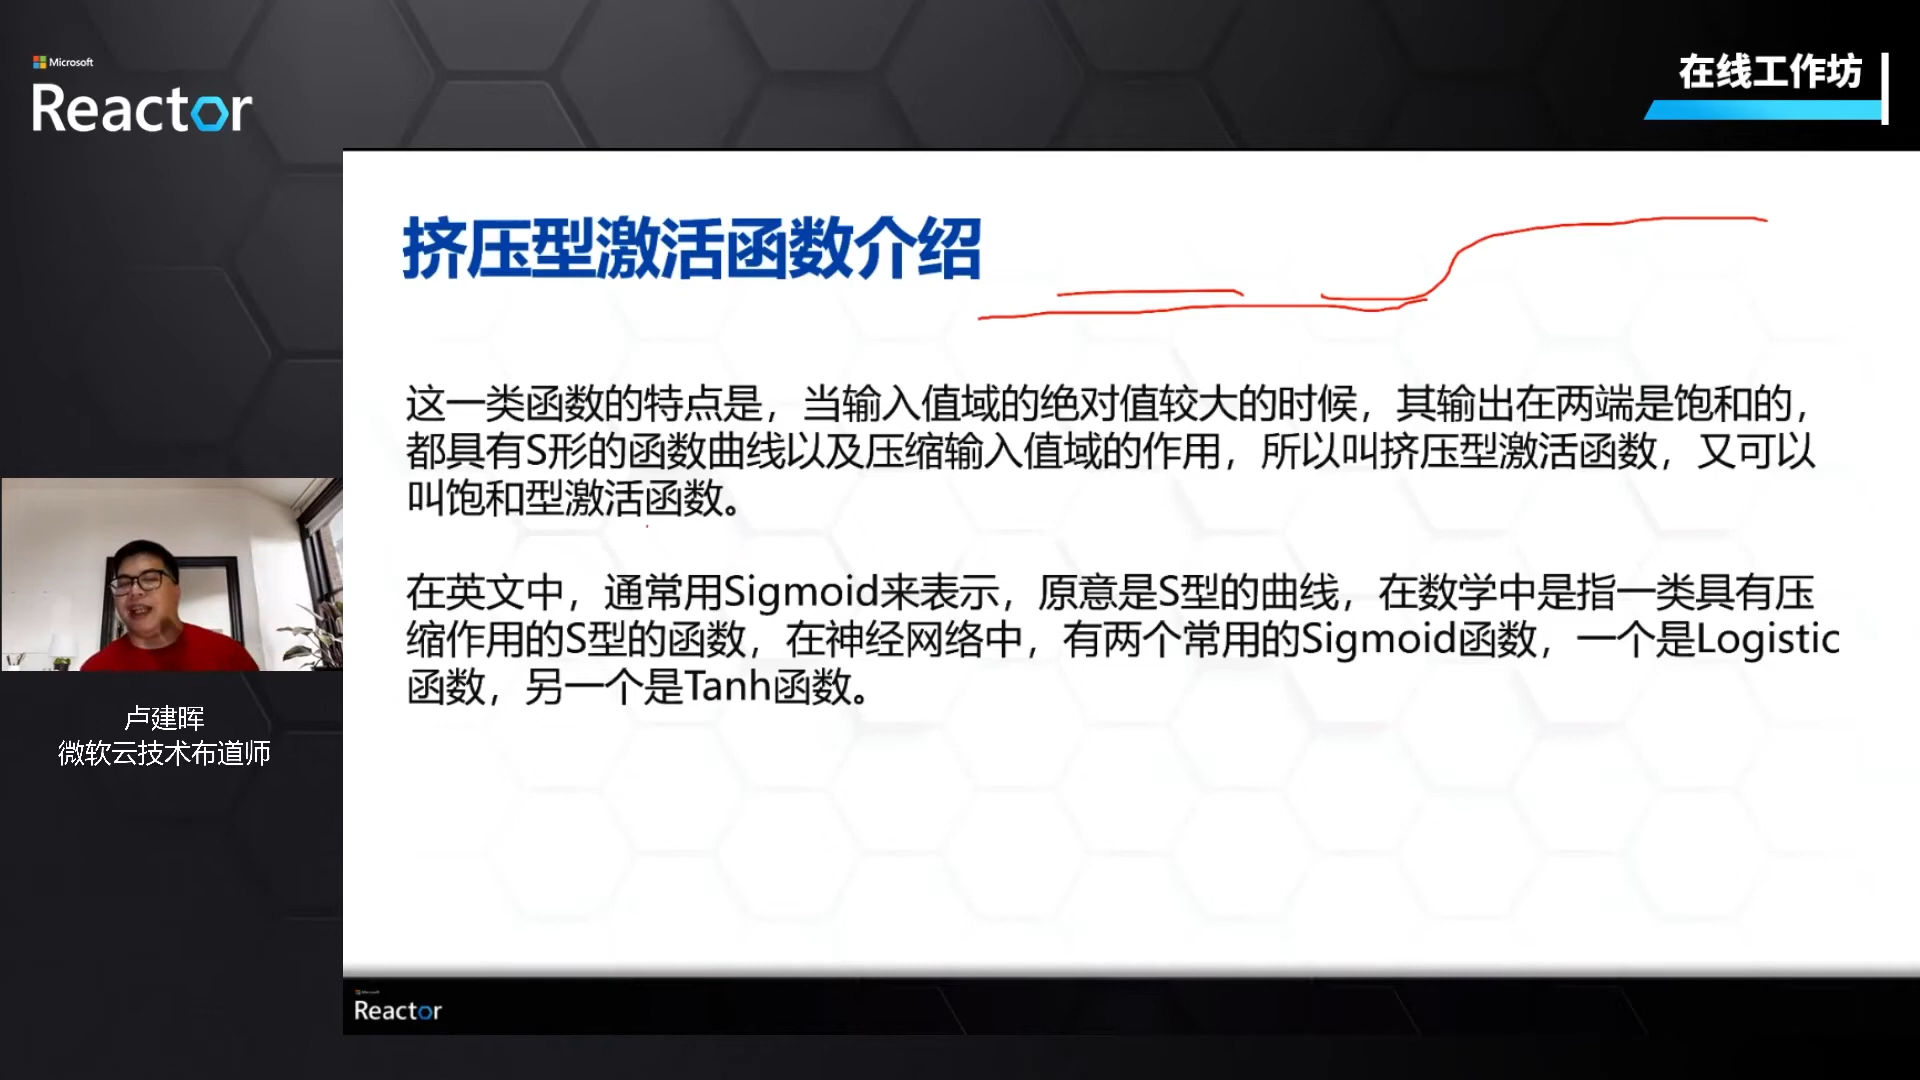 Microsoft
Reactor
在线工作坊
挤压型激活函数介绍
这一类函数的特点是，当输入值域的绝对值较大的时候，其输出在两端是饱和的，
都具有S形的函数曲线以及压缩输入值域的作用，所以叫挤压型激活函数，又可以
叫饱和型激活函数。
在英文中，通常用Sigmoid来表示，原意是S型的曲线，在数学中是指一类具有压
缩作用的S型的函数，在神经网络中，有两个常用的Sigmoid函数，一个是Logistic
函数，另一个是Tanh函数。
卢建晖
微软云技术布道师
Microsoft
Reactor